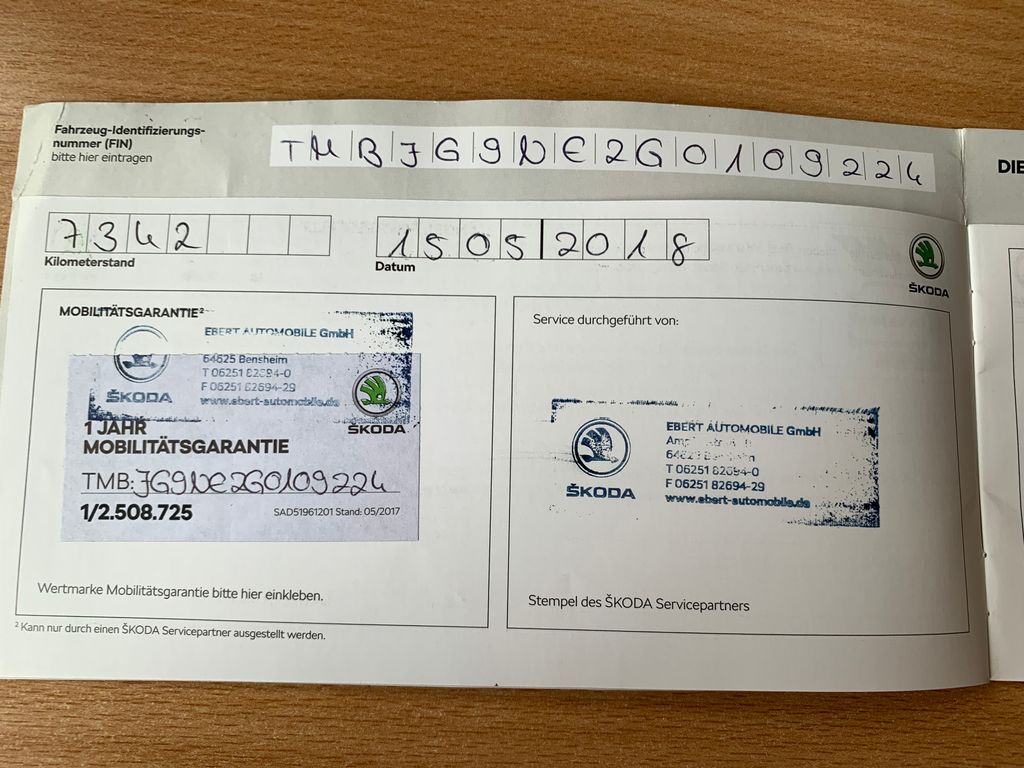 Fahrzeug-Identifizierungs-
nummer (FIN)
bitte hier eintragen
TMBJG9NE2G0109224
7342
Kilometerstand
15052018
Datum
ŠKODA
DIE
MOBILITÄTSGARANTIE²
EBERT AUTOMOBILE GmbH
64625 Bensheim
T 06251 82694-0
F 06251 82694-29
www.ebert-automobile.de
ŠKODA
ŠKODA
1 JAHR
MOBILITÄTSGARANTIE
TMB: JG9NE2G0109224
1/2.508.725
SAD51961201 Stand: 05/2017
Wertmarke Mobilitätsgarantie bitte hier einkleben.
Service durchgeführt von:
EBERT AUTOMOBILE GmbH
T 06251 82694-0
F 06251 82694-29
www.ebert-automobile.de
ŠKODA
Stempel des ŠKODA Servicepartners
² Kann nur durch einen ŠKODA Servicepartner ausgestellt werden.